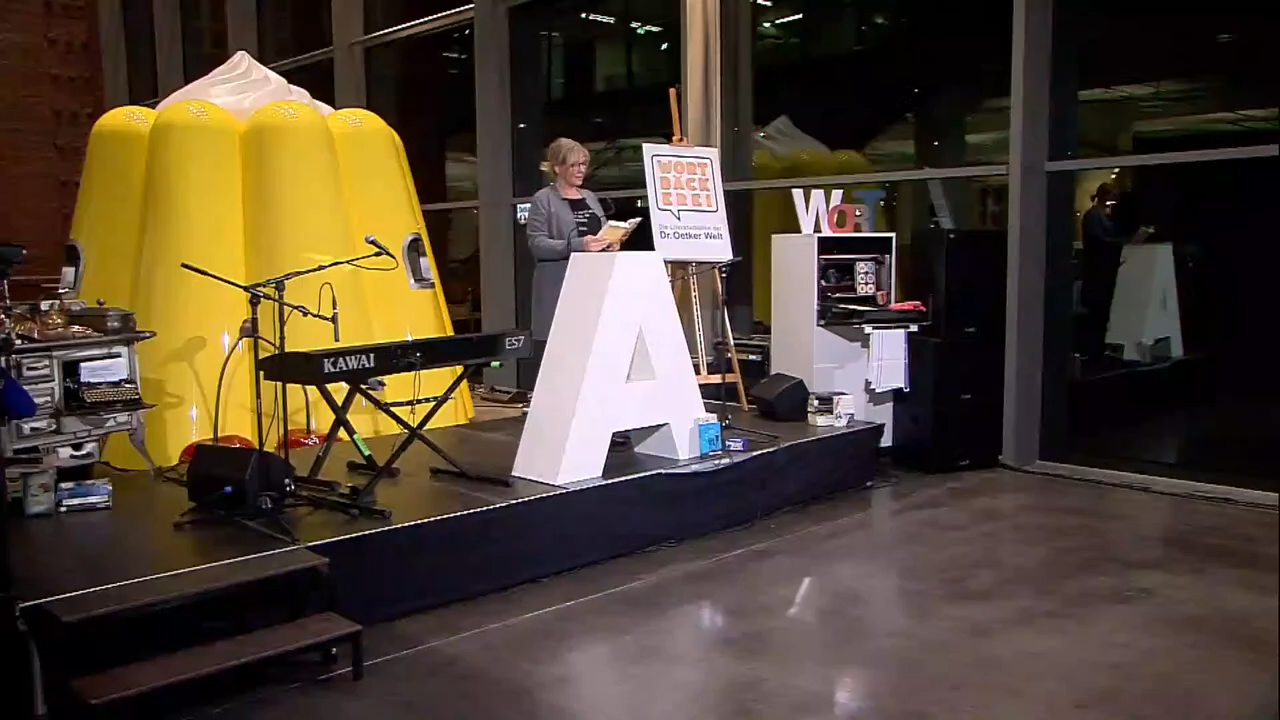 WORT
BÄCK
EREI
Die Literaturbühne der
Dr. Oetker Welt
WORT
KAWAI
ES7
A